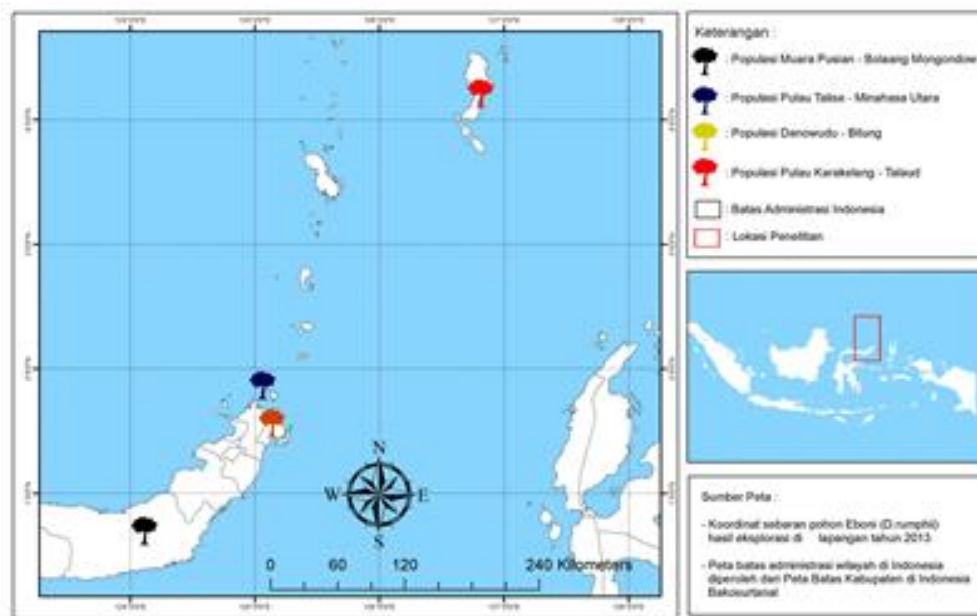 Keterangan :
: Populasi Muara Pusian - Bolaang Mongondow
: Populasi Pulau Talise - Minahasa Utara
: Populasi Danowudu - Bitung
: Populasi Pulau Karakelang - Talaud
: Batas Administrasi Indonesia
: Lokasi Penelitian
N
W E
S
0 60 120 240 Kilometers
Sumber Peta :
- Koordinat sebaran pohon Eboni (D.rumphii)
hasil eksplorasi di lapangan tahun 2013
- Peta batas administrasi wilayah di Indonesia
diperoleh dari Peta Batas Kabupaten di Indonesia
Bakosurtanal